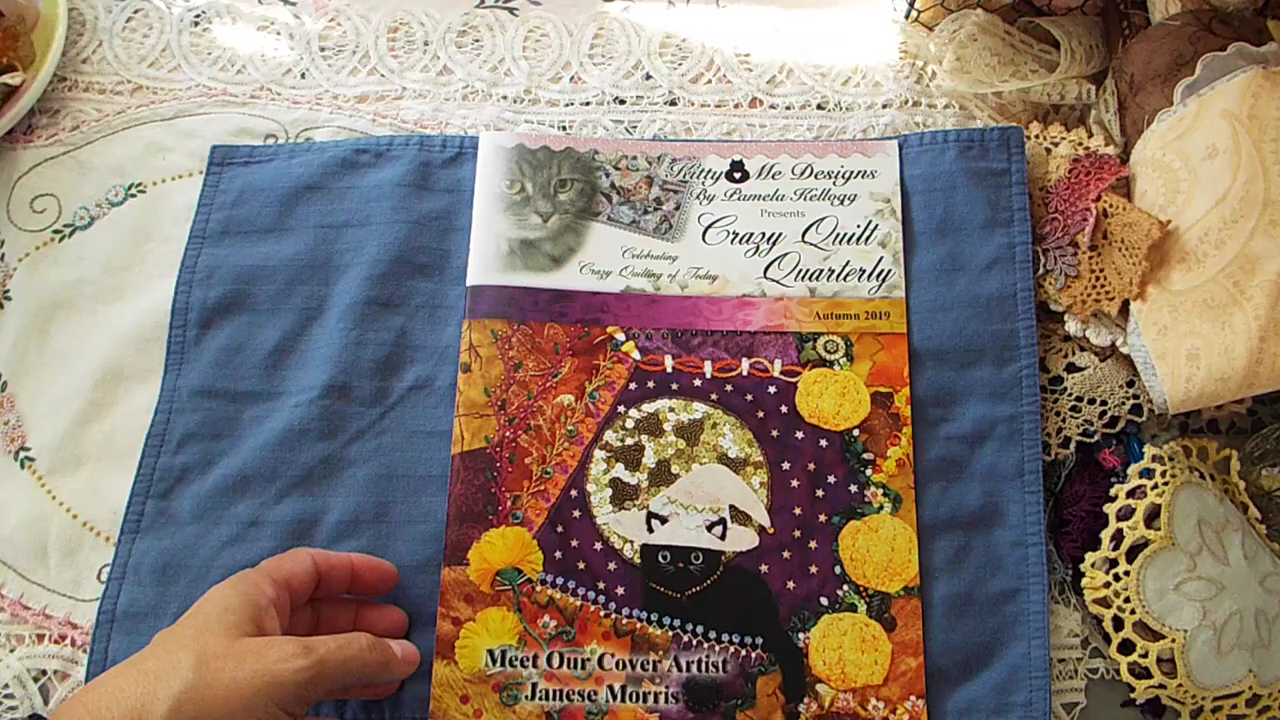 Kitty Me Designs
By Pamela Kellogg
Presents
Crazy Quilt
Quarterly
Celebrating
Crazy Quilting of Today
Autumn 2019
Meet Our Cover Artist
Janese Morris